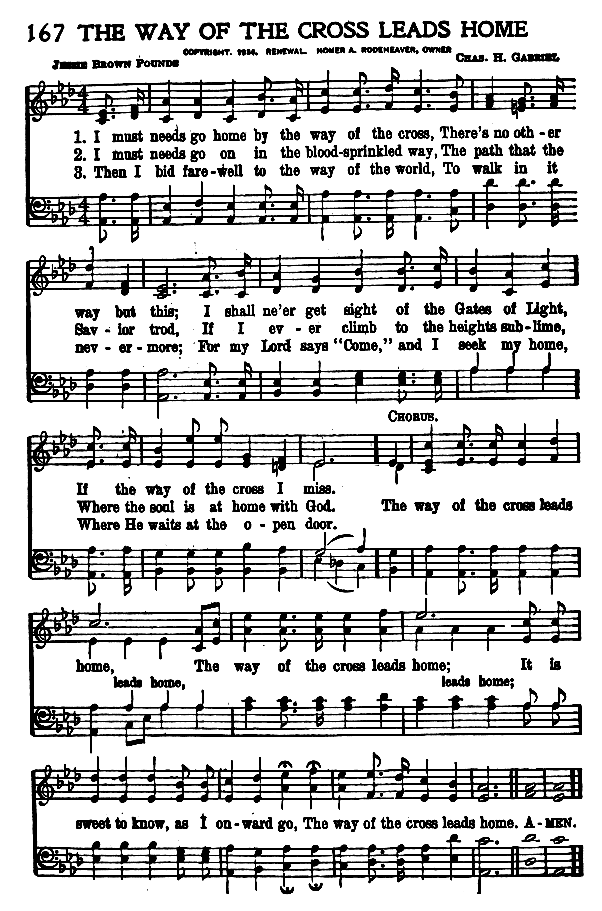 167 THE WAY OF THE CROSS LEADS HOME
COPYRIGHT. 1934. RENEWAL. HOMER A. RODEHEAVER, OWNER
JESSIE BROWN POUNDS CHAS. H. GABRIEL
1. I must needs go home by the way of the cross, There's no oth - er
2. I must needs go on in the blood-sprinkled way, The path that the
3. Then I bid fare-well to the way of the world, To walk in it
way but this; I shall ne'er get sight of the Gates of Light,
Sav - ior trod, If I ev - er climb to the heights sub-lime,
nev - er - more; For my Lord says "Come," and I seek my home,
CHORUS.
If the way of the cross I miss.
Where the soul is at home with God. The way of the cross leads
Where He waits at the o - pen door.
home, The way of the cross leads home; It is
leads home, leads home;
sweet to know, as I on-ward go, The way of the cross leads home. A-MEN.